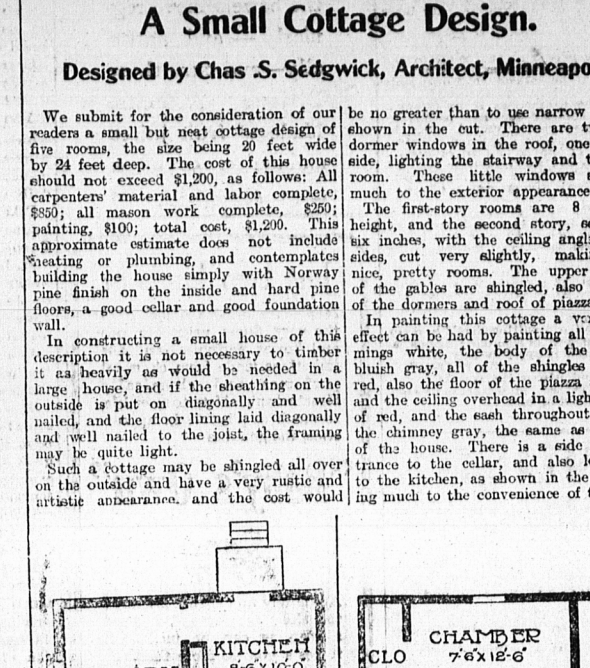 A Small Cottage Design.
Designed by Chas .S. Sedgwick, Architect, Minneapo
We submit for the consideration of our
readers a small but neat cottage design of
five rooms, the size being 20 feet wide
by 24 feet deep. The cost of this house
should not exceed $1,200, as follows: All
carpenters' material and labor complete,
$850; all mason work complete, $250;
painting, $100; total cost, $1,200. This
approximate estimate does not include
heating or plumbing, and contemplates
building the house simply with Norway
pine finish on the inside and hard pine
floors, a good cellar and good foundation
wall.
In constructing a small house of this
description it is not necessary to timber
it as heavily as would be needed in a
large house, and if the sheathing on the
outside is put on diagonally and well
nailed, and the floor lining laid diagonally
and well nailed to the joist, the framing
may be quite light.
Such a cottage may be shingled all over
on the outside and have a very rustic and
artistic appearance, and the cost would
be no greater than to use narrow
shown in the cut. There are t
dormer windows in the roof, one
side, lighting the stairway and t
room. These little windows
much to the exterior appearance
The first-story rooms are 8
height, and the second story, s
six inches, with the ceiling angl
sides, cut very slightly, maki
nice, pretty rooms. The upper
of the gables are shingled, also
of the dormers and roof of piazz
In painting this cottage a ve
effect can be had by painting all
mings white, the body of the
bluish gray, all of the shingles
red, also the floor of the piazza
and the ceiling overhead in a ligh
of red, and the sash throughout
the chimney gray, the same as
of the house. There is a side
trance to the cellar, and also
to the kitchen, as shown in the
ing much to the convenience of
KITCHEN
CHAMBER
7-6"X12-6"
CLO